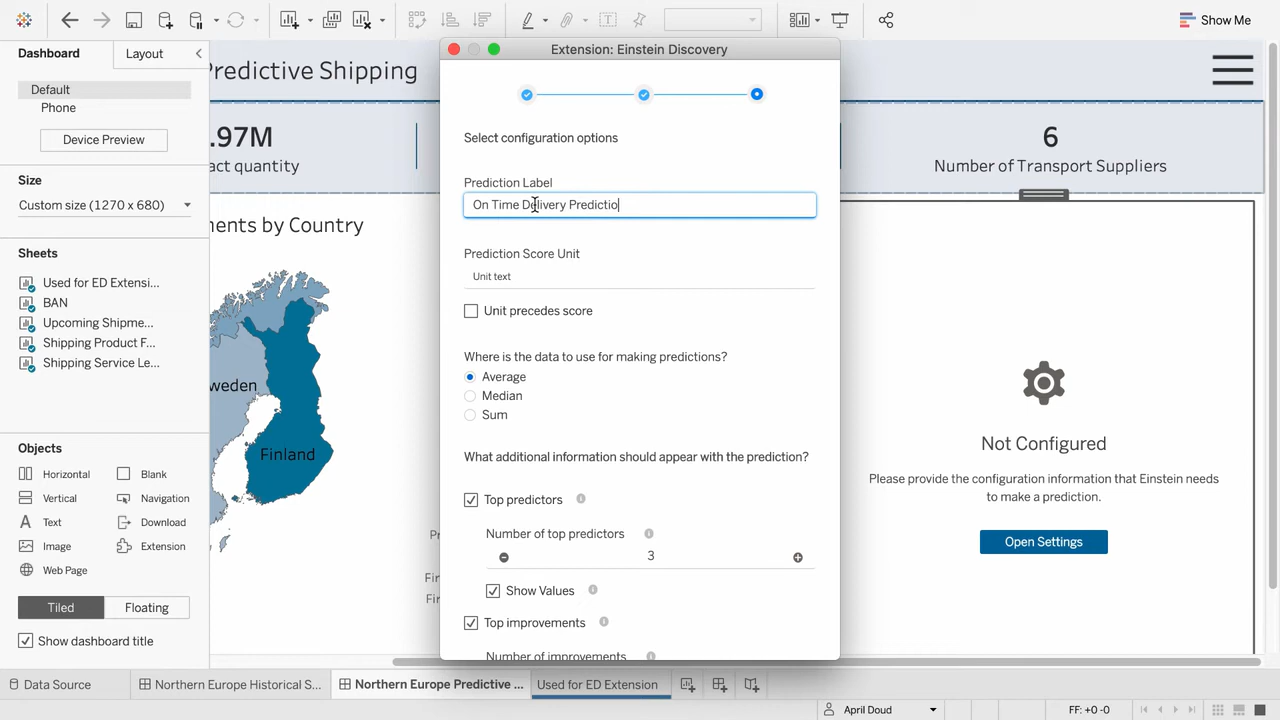 Show Me
Dashboard
Layout
Default
Phone
Device Preview
Size
Custom size (1270 x 680)
Sheets
Used for ED Extensi...
BAN
Upcoming Shipme...
Shipping Product F...
Shipping Service Le...
Objects
Horizontal
Blank
Vertical
Navigation
Text
Download
Image
Extension
Web Page
Tiled
Floating
Show dashboard title
Predictive Shipping
.97M
act quantity
6
Number of Transport Suppliers
nents by Country
weden
Finland
Pr
Fir
Fir
Extension: Einstein Discovery
Select configuration options
Prediction Label
On Time Delivery Predictio
Prediction Score Unit
Unit text
Unit precedes score
Where is the data to use for making predictions?
Average
Median
Sum
What additional information should appear with the prediction?
Top predictors
Number of top predictors
3
Show Values
Top improvements
Number of improvements
Not Configured
Please provide the configuration information that Einstein needs
to make a prediction.
Open Settings
Data Source
Northern Europe Historical S...
Northern Europe Predictive ...
Used for ED Extension
April Doud
FF: +0 -0